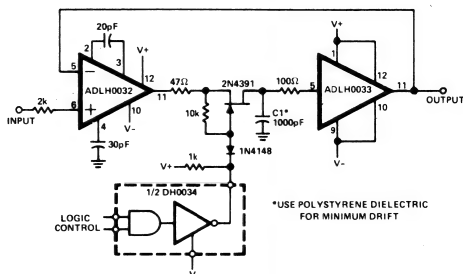 20pF
5
2
3
V+
ADLH0032
12
11
47Ω
2N4391
100Ω
5
V+
1
12
ADLH0033
11
OUTPUT
10
9
V–
INPUT
2k
6
4
10
V–
30pF
10k
C1*
1000pF
1N4148
V+
1k
1/2 DH0034
LOGIC
CONTROL
*USE POLYSTYRENE DIELECTRIC
FOR MINIMUM DRIFT